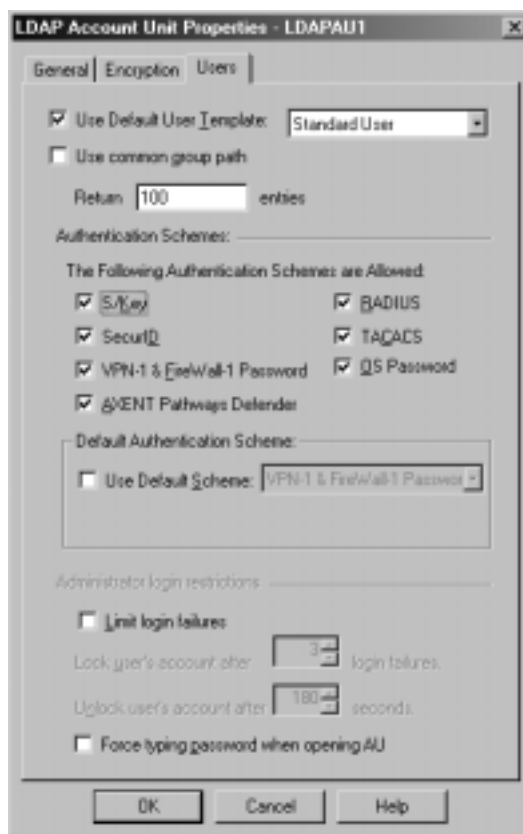 LDAP Account Unit Properties - LDAPAU1
General Encryption Users
Use Default User Template: Standard User
Use common group path
Return 100 entries
Authentication Schemes:
The Following Authentication Schemes are Allowed:
S/Key RADIUS
SecurID TACACS
VPN-1 & FireWall-1 Password OS Password
AXENT Pathways Defender
Default Authentication Scheme:
Use Default Scheme: VPN-1 & FireWall-1 Passwor
Administrator login restrictions
Limit login failures
Lock user's account after 3 login failures.
Unlock user's account after 180 seconds.
Force typing password when opening AU
OK Cancel Help